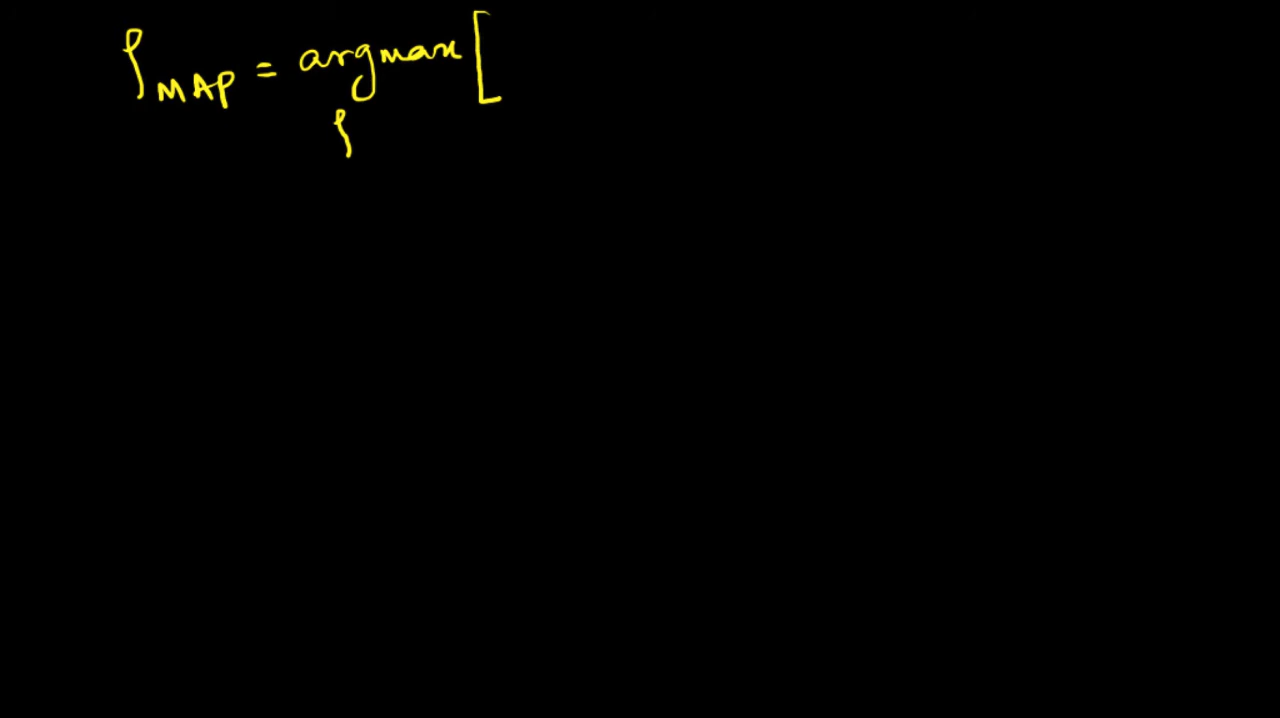 ρ_MAP = argmax [
ρ